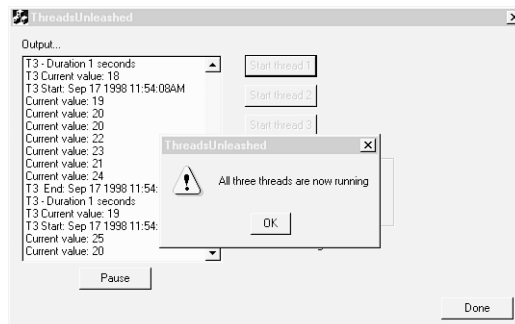 ThreadsUnleashed
Output...
T3 - Duration 1 seconds
T3 Current value: 18
T3 Start: Sep 17 1998 11:54:08AM
Current value: 19
Current value: 20
Current value: 20
Current value: 22
Current value: 23
Current value: 21
Current value: 24
T3 End: Sep 17 1998 11:54:
T3 - Duration 1 seconds
T3 Current value: 19
T3 Start: Sep 17 1998 11:54:
Current value: 25
Current value: 20
Start thread 1
Start thread 2
Start thread 3
ThreadsUnleashed
All three threads are now running
OK
Pause
Done